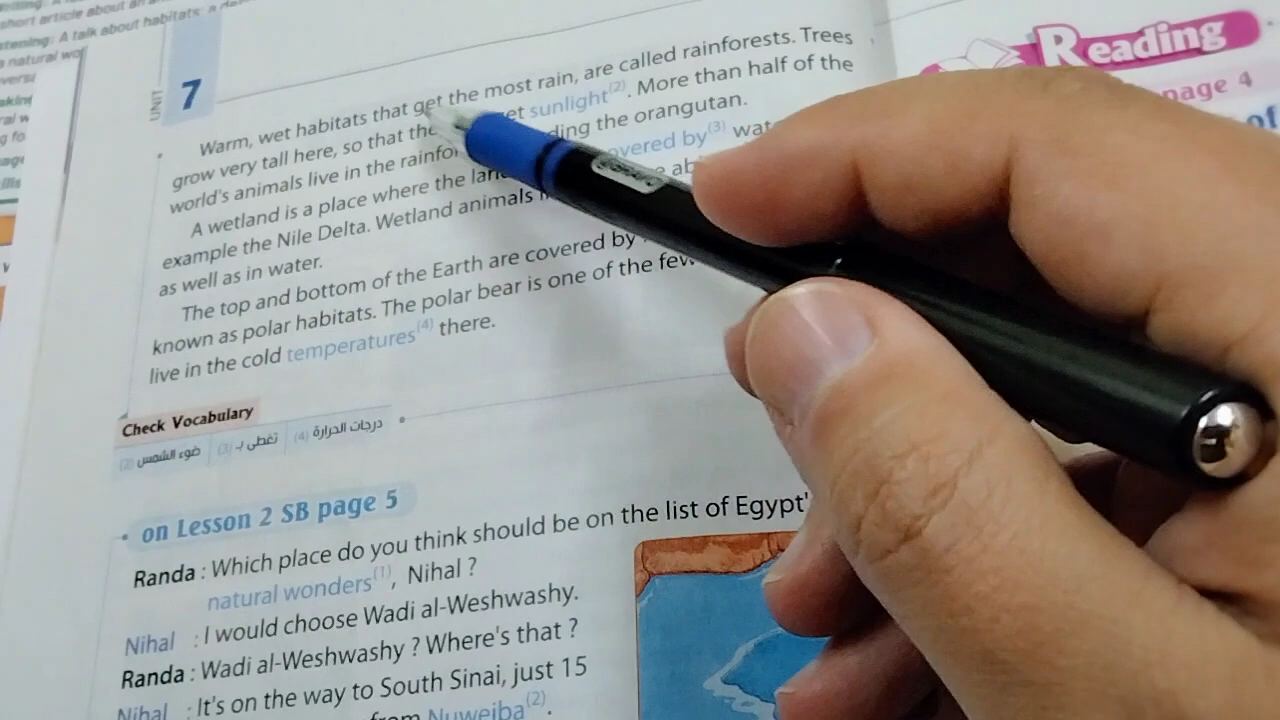 short article about an
listening: A talk about habitats: a
natural wo
UNIT 7
Reading
page 4
Warm, wet habitats that get the most rain, are called rainforests. Trees
grow very tall here, so that the et sunlight(2). More than half of the
world's animals live in the rainfo ding the orangutan.
A wetland is a place where the lan overed by(3) wat
example the Nile Delta. Wetland animals e ab
as well as in water.
The top and bottom of the Earth are covered by
known as polar habitats. The polar bear is one of the few
live in the cold temperatures(4) there.
Check Vocabulary
(2) ضوء الشمس (3) تغطى بـ (4) درجات الحرارة
on Lesson 2 SB page 5
Randa : Which place do you think should be on the list of Egypt'
natural wonders(1), Nihal ?
Nihal : I would choose Wadi al-Weshwashy.
Randa : Wadi al-Weshwashy ? Where's that ?
Nihal : It's on the way to South Sinai, just 15
from Nuweiba(2).